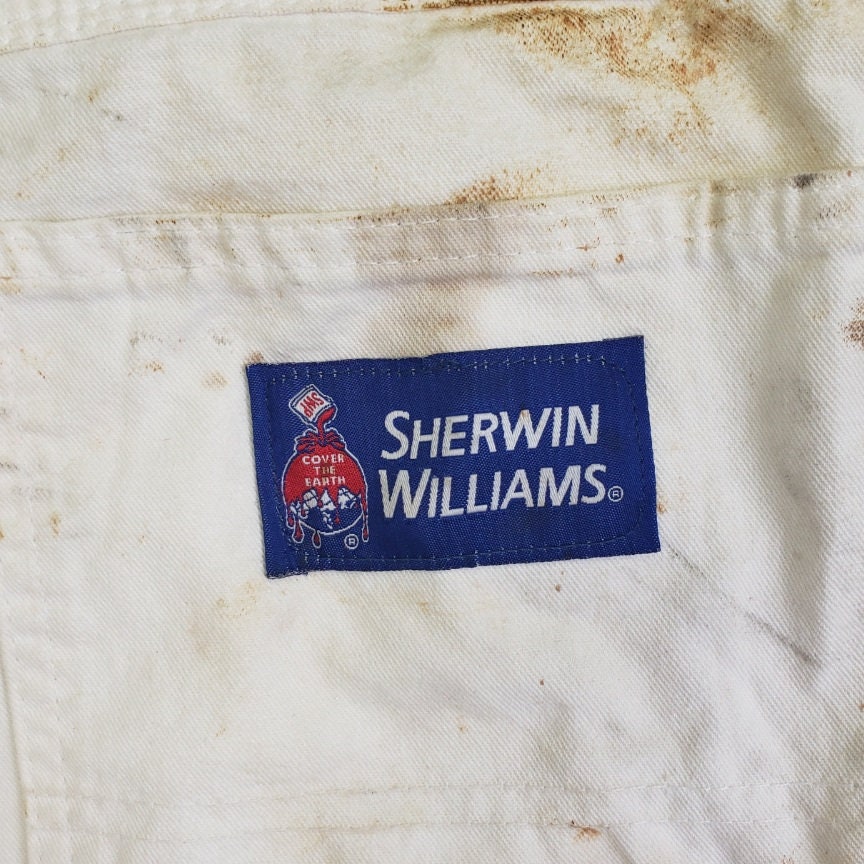 SWP
COVER
THE
EARTH
®
SHERWIN
WILLIAMS®